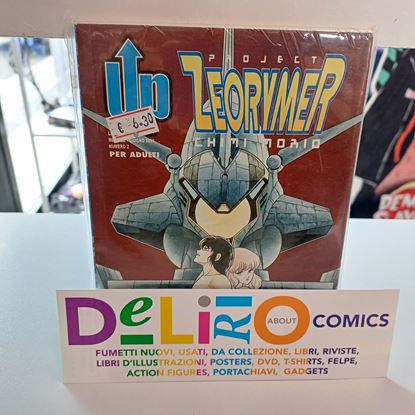 Up
PROJECT
ZEORYMER
CHIMI MORIO
€ 6.30
NUMERO 2
PER ADULTI
DeLiRiO ABOUT COMICS
FUMETTI NUOVI, USATI, DA COLLEZIONE, LIBRI, RIVISTE,
LIBRI D'ILLUSTRAZIONI, POSTERS, DVD, T-SHIRTS, FELPE,
ACTION FIGURES, PORTACHIAVI, GADGETS